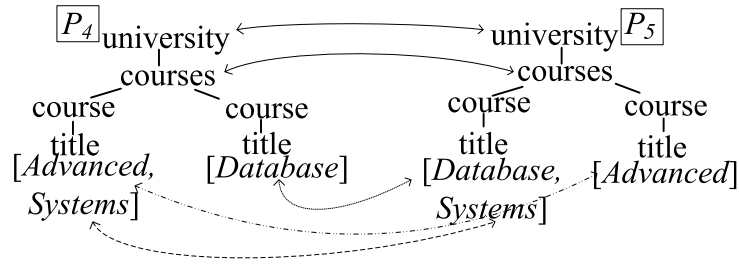 P4 university
courses
course course
title title
[Advanced, [Database]
Systems]
university P5
courses
course course
title title
[Database, [Advanced]
Systems]